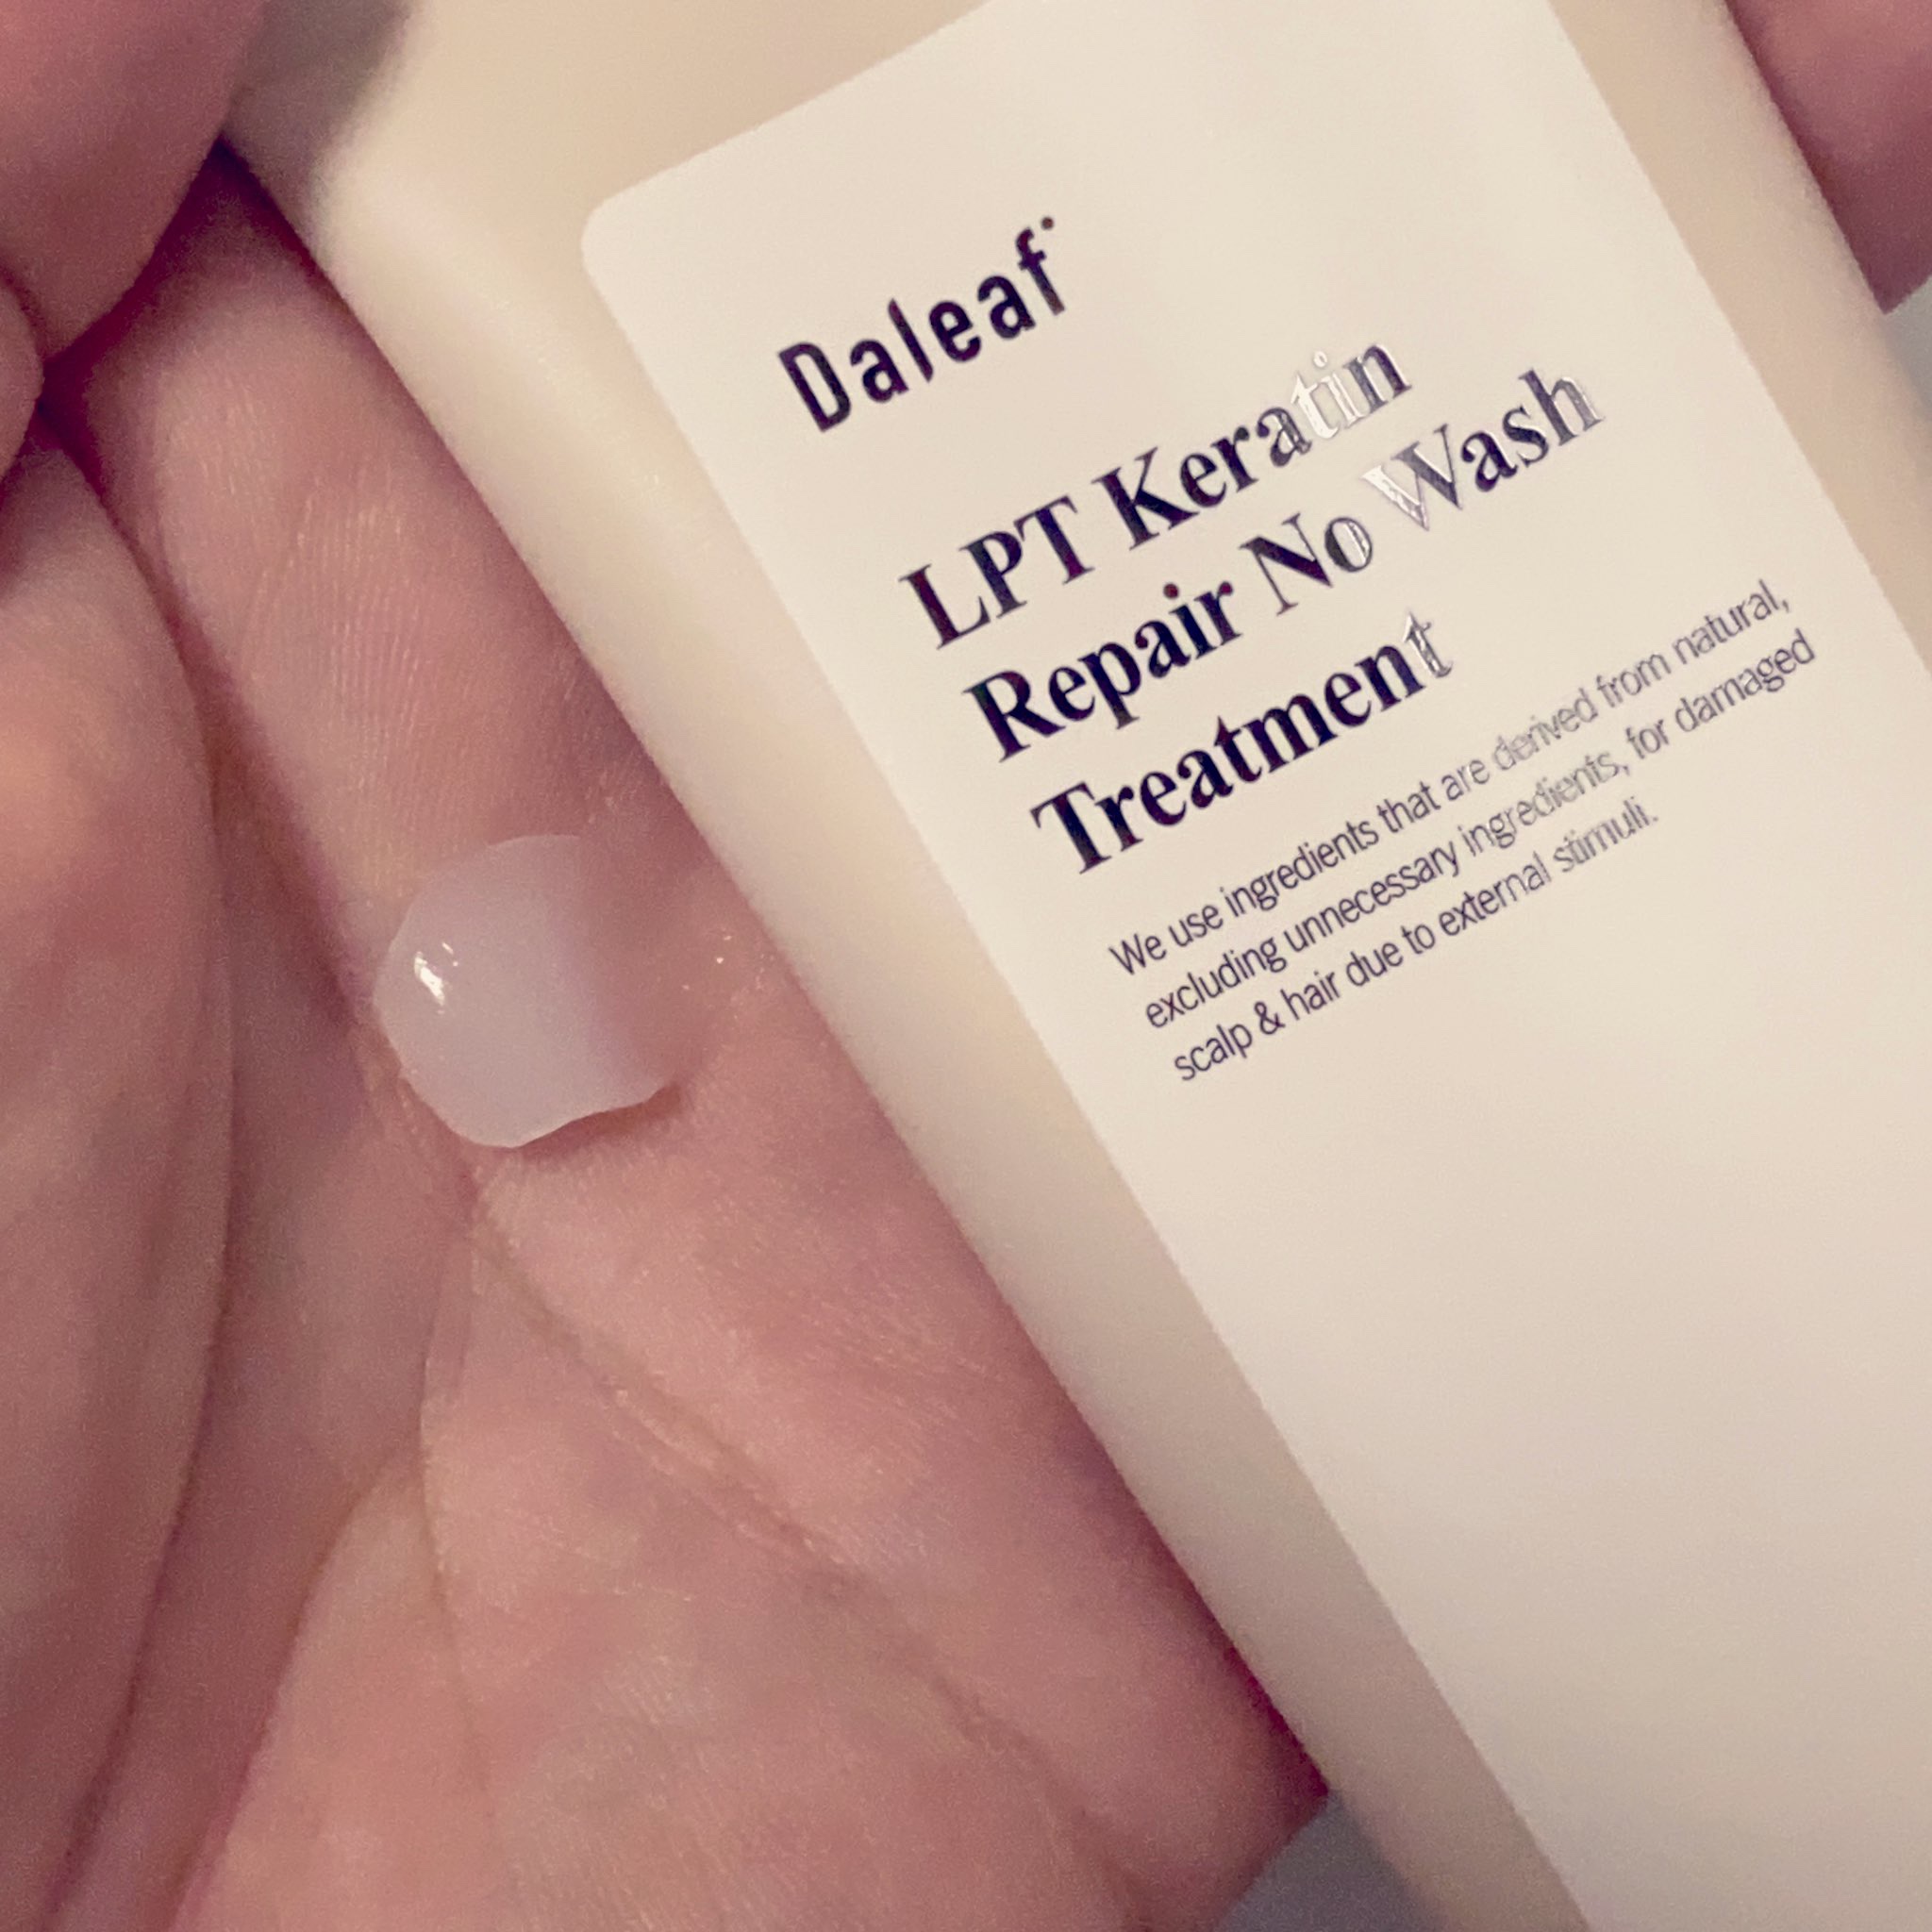 Daleaf
LPT Keratin
Repair No Wash
Treatment
We use ingredients that are derived from natural,
excluding unnecessary ingredients, for damaged
scalp & hair due to external stimuli.